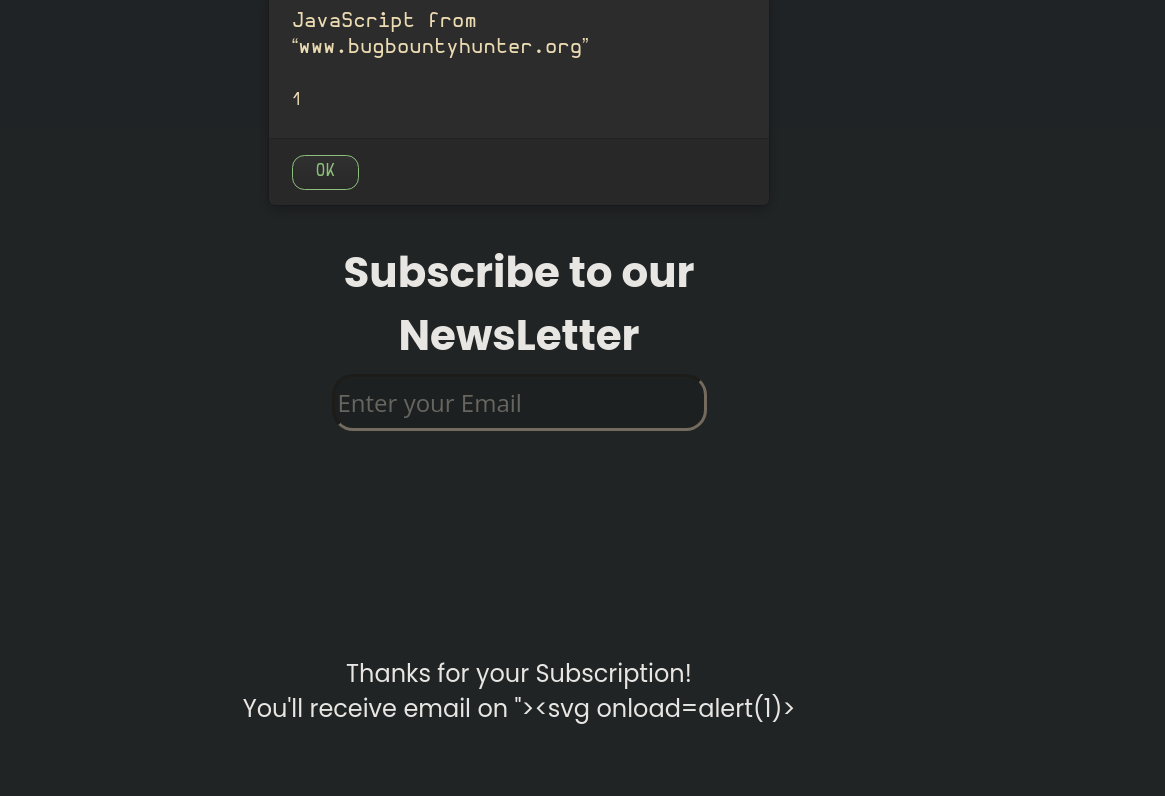 JavaScript from
“www.bugbountyhunter.org”
1
OK
Subscribe to our
NewsLetter
Enter your Email
Thanks for your Subscription!
You'll receive email on "><svg onload=alert(1)>